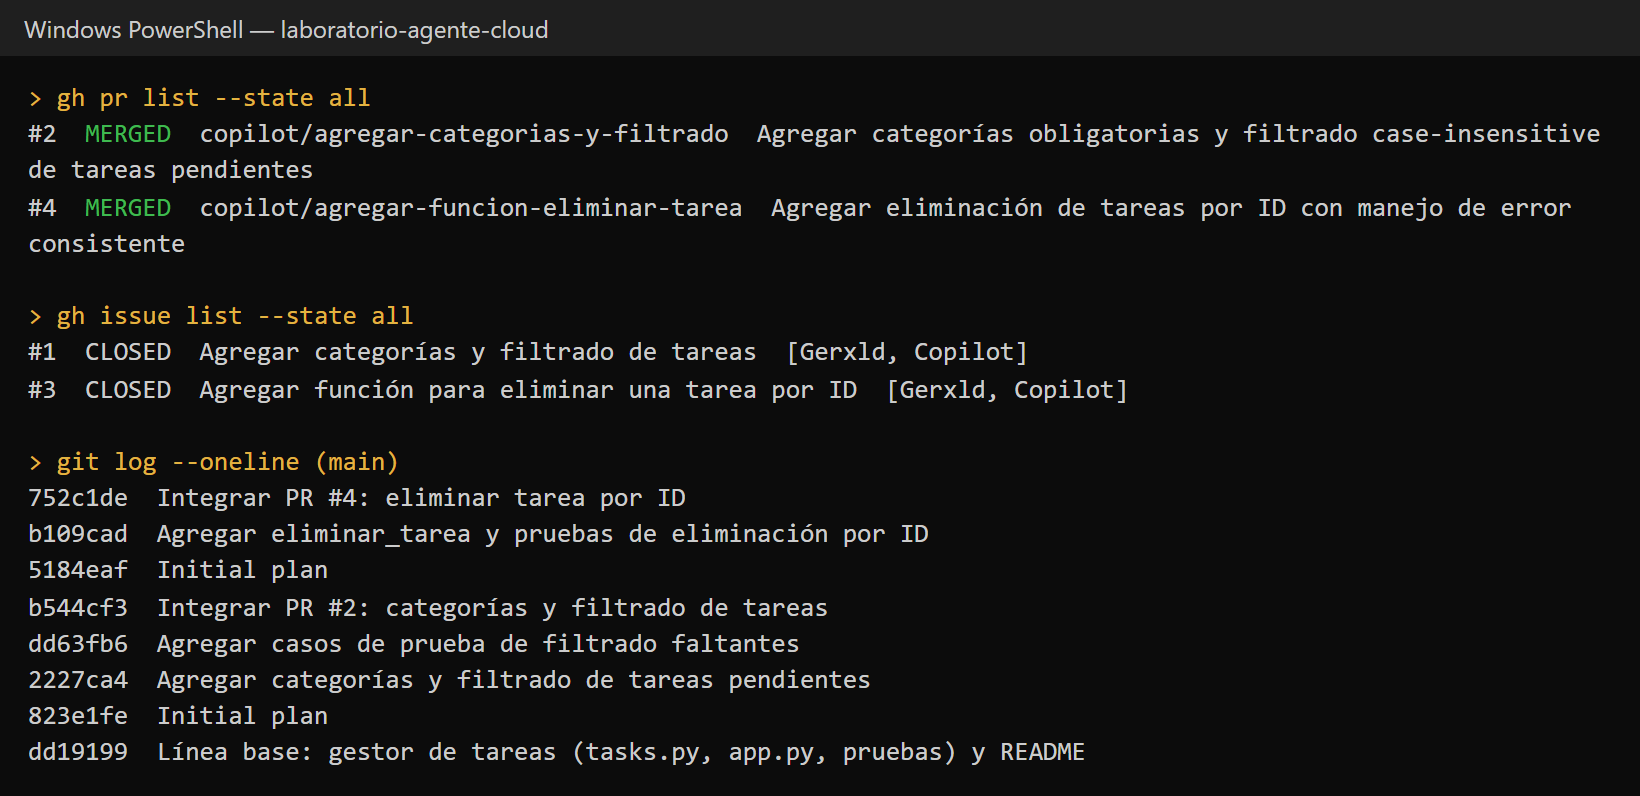 Windows PowerShell — laboratorio-agente-cloud
> gh pr list --state all
#2  MERGED  copilot/agregar-categorias-y-filtrado  Agregar categorías obligatorias y filtrado case-insensitive
de tareas pendientes
#4  MERGED  copilot/agregar-funcion-eliminar-tarea  Agregar eliminación de tareas por ID con manejo de error
consistente
> gh issue list --state all
#1  CLOSED  Agregar categorías y filtrado de tareas  [Gerxld, Copilot]
#3  CLOSED  Agregar función para eliminar una tarea por ID  [Gerxld, Copilot]
> git log --oneline (main)
752c1de  Integrar PR #4: eliminar tarea por ID
b109cad  Agregar eliminar_tarea y pruebas de eliminación por ID
5184eaf  Initial plan
b544cf3  Integrar PR #2: categorías y filtrado de tareas
dd63fb6  Agregar casos de prueba de filtrado faltantes
2227ca4  Agregar categorías y filtrado de tareas pendientes
823e1fe  Initial plan
dd19199  Línea base: gestor de tareas (tasks.py, app.py, pruebas) y README